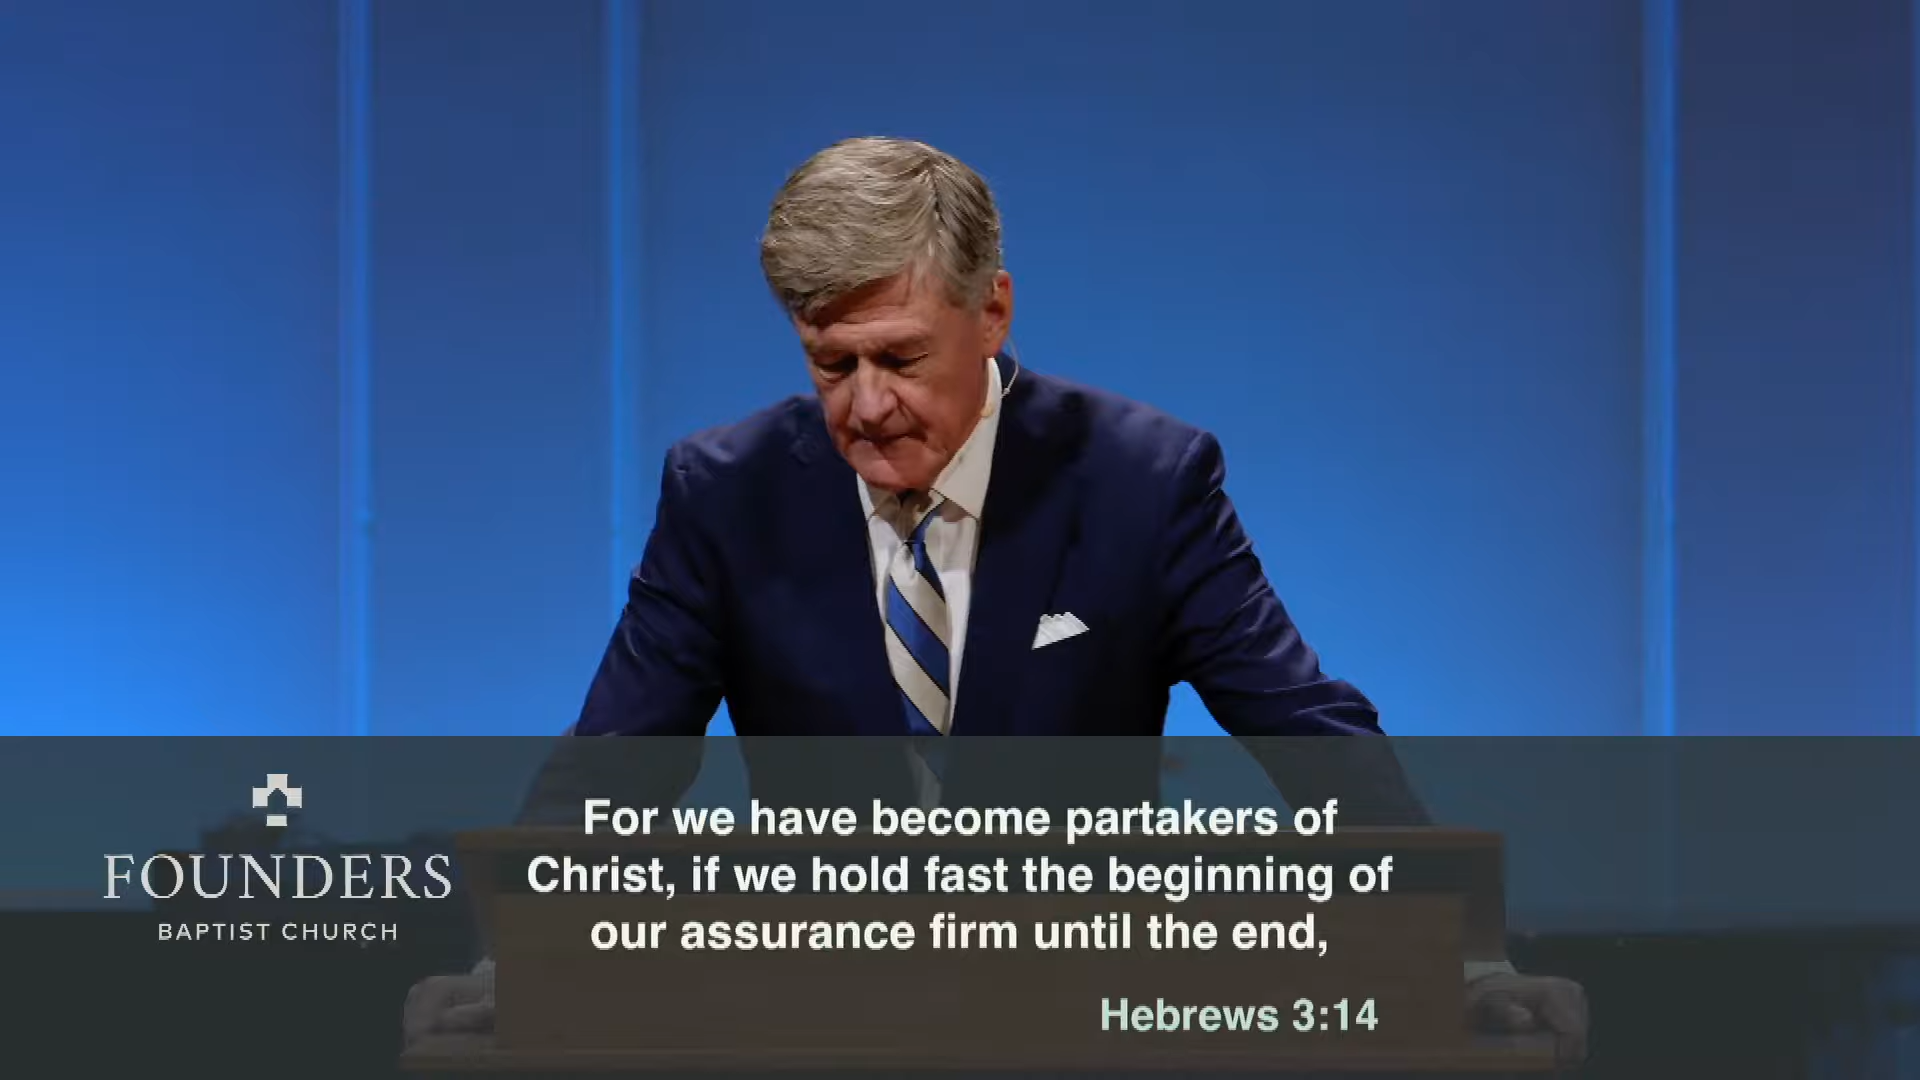 FOUNDERS
BAPTIST CHURCH
For we have become partakers of
Christ, if we hold fast the beginning of
our assurance firm until the end,
Hebrews 3:14